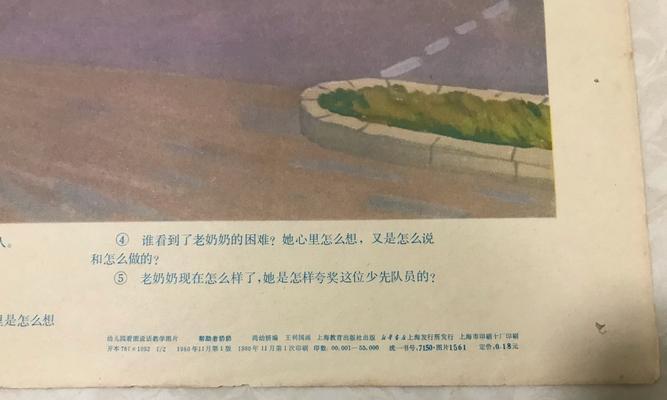 人。
④ 谁看到了老奶奶的困难？她心里怎么想，又是怎么说
和怎么做的？
⑤ 老奶奶现在怎么样了，她是怎样夸奖这位少先队员的？
里是怎么想
幼儿园看图说话教学图片 帮助老奶奶 尚幼插编 王利国画 上海教育出版社出版 新华书店上海发行所发行 上海市印刷十厂印刷
开本787×1092 1/2 1980年11月第1版 1980年11月第1次印刷 印数 00,001—55,000 统一书号：7150·图片1561 定价：0.18元